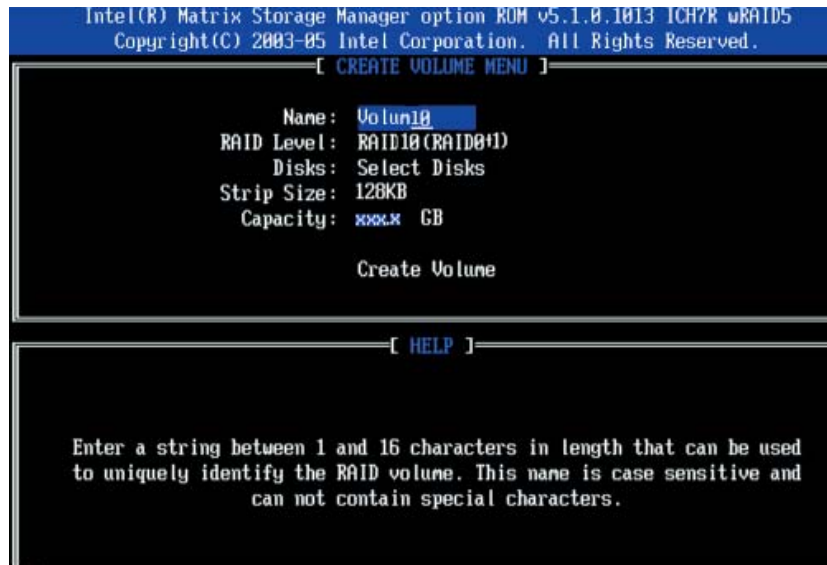 Intel(R) Matrix Storage Manager option ROM v5.1.0.1013 ICH7R wRAID5
Copyright(C) 2003-05 Intel Corporation. All Rights Reserved.
[ CREATE VOLUME MENU ]
Name: Volum10
RAID Level: RAID10(RAID0+1)
Disks: Select Disks
Strip Size: 128KB
Capacity: xxx.x GB
Create Volume
[ HELP ]
Enter a string between 1 and 16 characters in length that can be used
to uniquely identify the RAID volume. This name is case sensitive and
can not contain special characters.